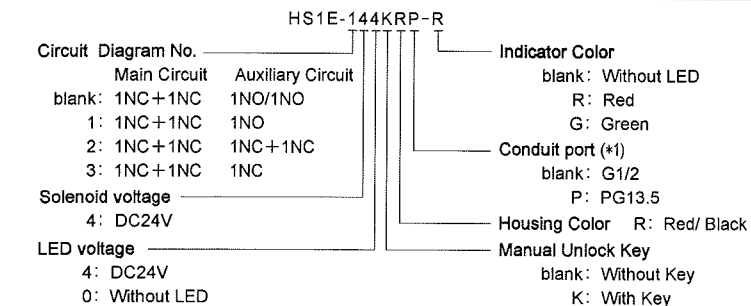 HS1E-144KRP-R
Circuit Diagram No.
Main Circuit Auxiliary Circuit
blank: 1NC+1NC 1NO/1NO
1: 1NC+1NC 1NO
2: 1NC+1NC 1NC+1NC
3: 1NC+1NC 1NC
Solenoid voltage
4: DC24V
LED voltage
4: DC24V
0: Without LED
Indicator Color
blank: Without LED
R: Red
G: Green
Conduit port (*1)
blank: G1/2
P: PG13.5
Housing Color R: Red/ Black
Manual Unlock Key
blank: Without Key
K: With Key